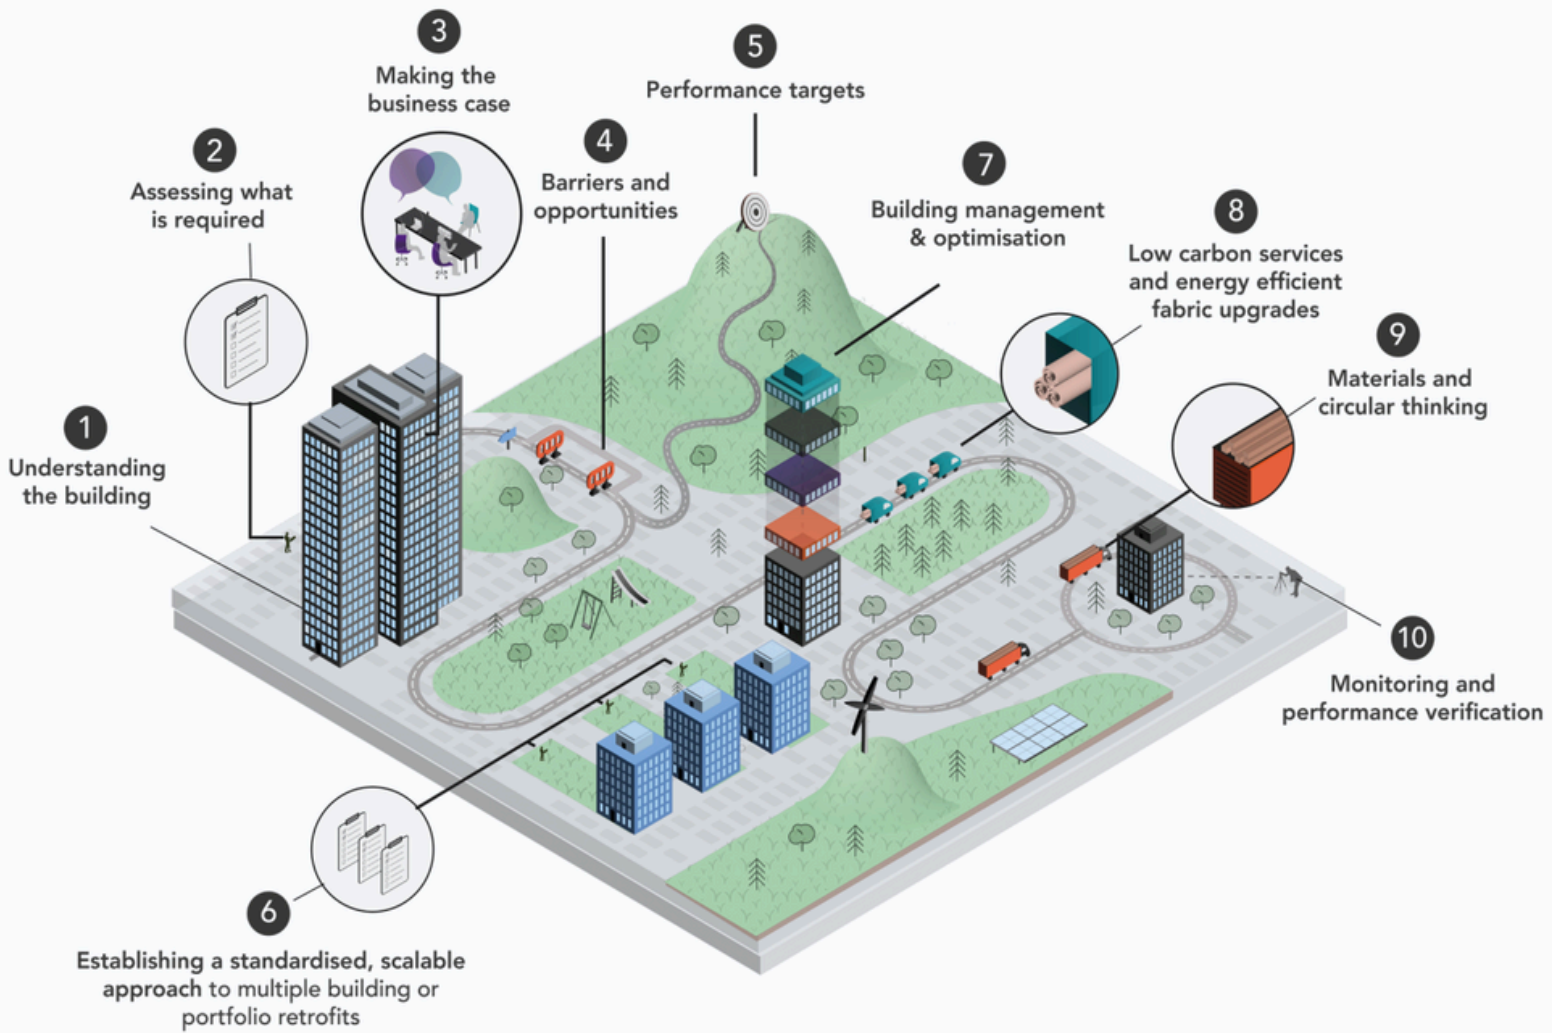 1
Understanding
the building
2
Assessing what
is required
3
Making the
business case
4
Barriers and
opportunities
5
Performance targets
6
Establishing a standardised, scalable
approach to multiple building or
portfolio retrofits
7
Building management
& optimisation
8
Low carbon services
and energy efficient
fabric upgrades
9
Materials and
circular thinking
10
Monitoring and
performance verification